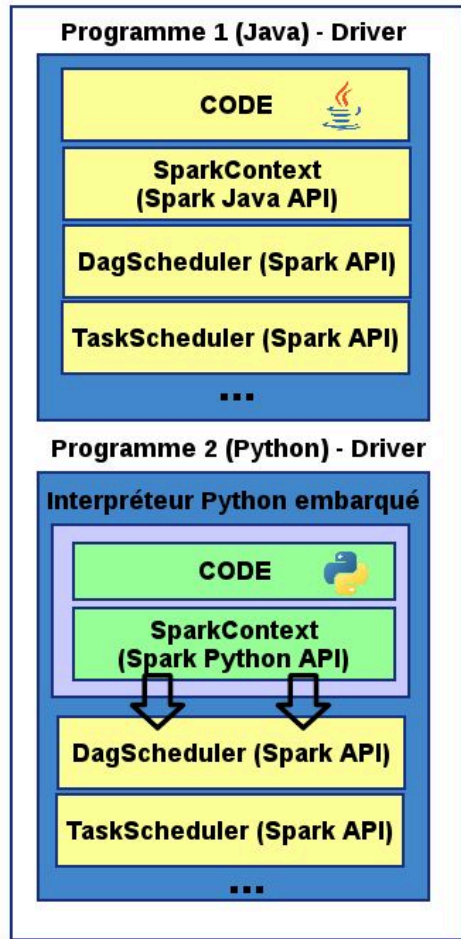 Programme 1 (Java) - Driver
CODE
SparkContext
(Spark Java API)
DagScheduler (Spark API)
TaskScheduler (Spark API)
...
Programme 2 (Python) - Driver
Interpréteur Python embarqué
CODE
SparkContext
(Spark Python API)
DagScheduler (Spark API)
TaskScheduler (Spark API)
...